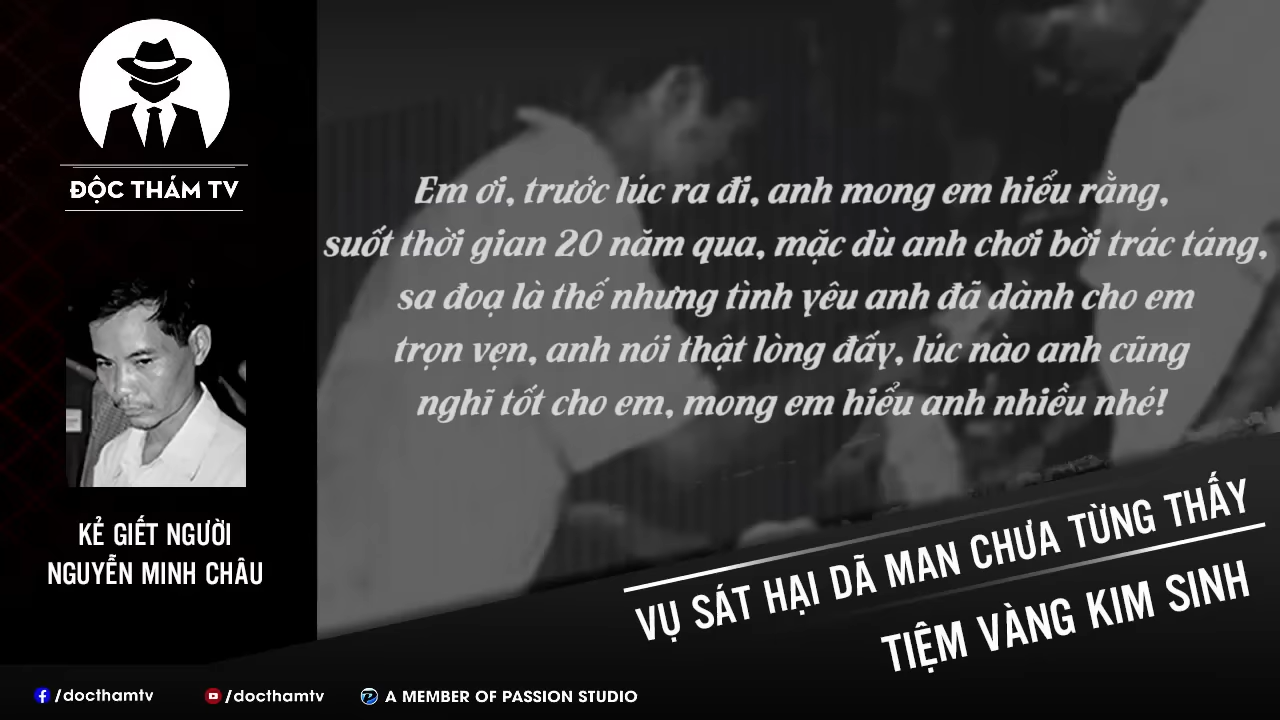 ĐỘC THÁM TV
KẺ GIẾT NGƯỜI
NGUYỄN MINH CHÂU
Em ơi, trước lúc ra đi, anh mong em hiểu rằng,
suốt thời gian 20 năm qua, mặc dù anh chơi bời trác táng,
sa đoạ là thế nhưng tình yêu anh đã dành cho em
trọn vẹn, anh nói thật lòng đấy, lúc nào anh cũng
nghĩ tốt cho em, mong em hiểu anh nhiều nhé!
VỤ SÁT HẠI DÃ MAN CHƯA TỪNG THẤY
TIỆM VÀNG KIM SINH
/docthamtv
/docthamtv
A MEMBER OF PASSION STUDIO